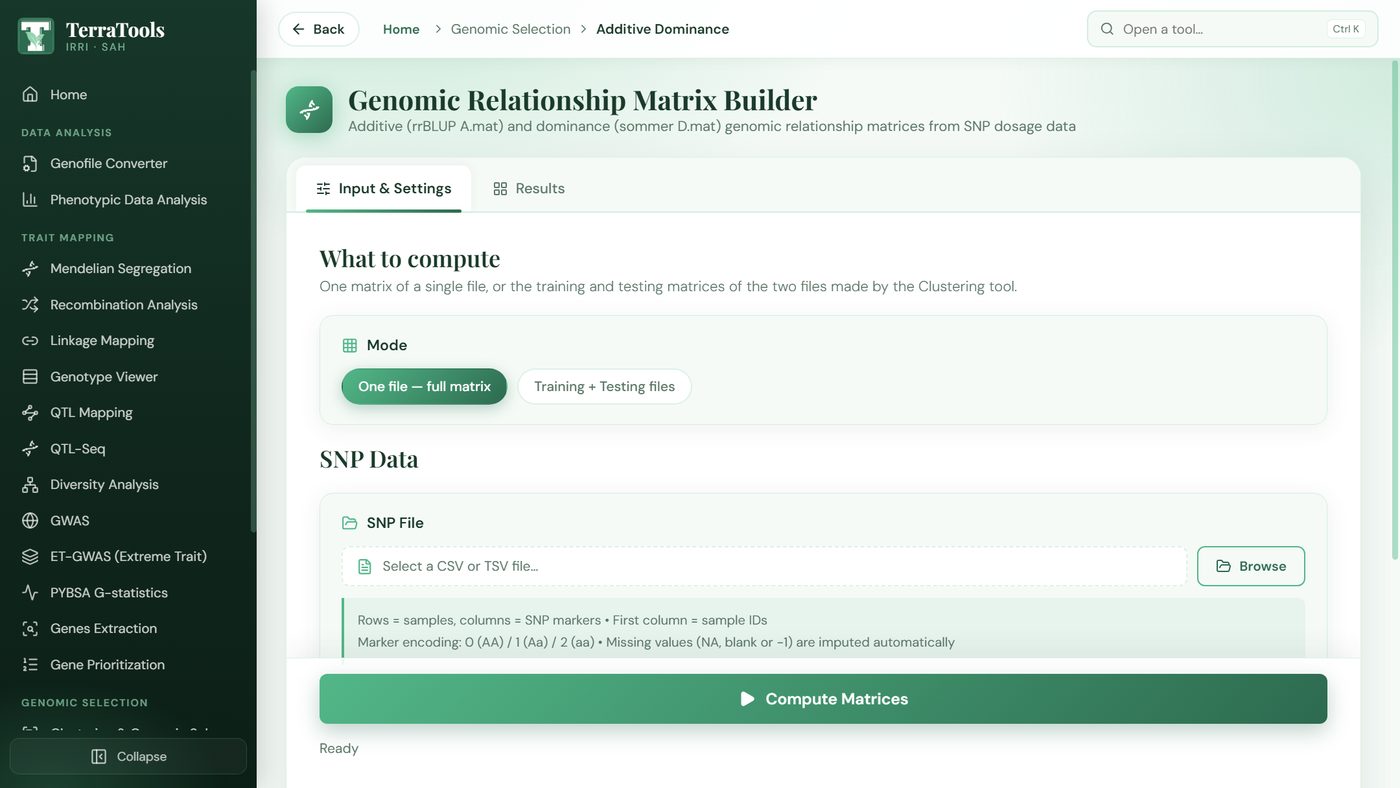 TerraTools
IRRI · SAH
Home
DATA ANALYSIS
Genofile Converter
Phenotypic Data Analysis
TRAIT MAPPING
Mendelian Segregation
Recombination Analysis
Linkage Mapping
Genotype Viewer
QTL Mapping
QTL-Seq
Diversity Analysis
GWAS
ET-GWAS (Extreme Trait)
PYBSA G-statistics
Genes Extraction
Gene Prioritization
GENOMIC SELECTION
Collapse
Back
Home > Genomic Selection > Additive Dominance
Open a tool...
Ctrl K
Genomic Relationship Matrix Builder
Additive (rrBLUP A.mat) and dominance (sommer D.mat) genomic relationship matrices from SNP dosage data
Input & Settings
Results
What to compute
One matrix of a single file, or the training and testing matrices of the two files made by the Clustering tool.
Mode
One file — full matrix
Training + Testing files
SNP Data
SNP File
Select a CSV or TSV file...
Browse
Rows = samples, columns = SNP markers • First column = sample IDs
Marker encoding: 0 (AA) / 1 (Aa) / 2 (aa) • Missing values (NA, blank or -1) are imputed automatically
Compute Matrices
Ready